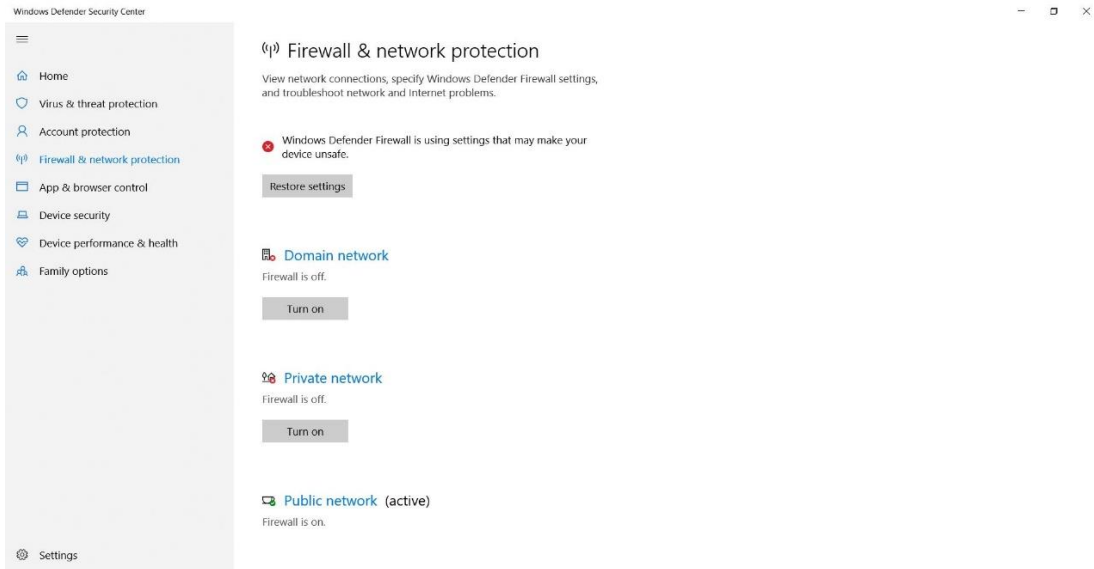 Windows Defender Security Center
Home
Virus & threat protection
Account protection
Firewall & network protection
App & browser control
Device security
Device performance & health
Family options
Settings
Firewall & network protection
View network connections, specify Windows Defender Firewall settings,
and troubleshoot network and Internet problems.
Windows Defender Firewall is using settings that may make your
device unsafe.
Restore settings
Domain network
Firewall is off.
Turn on
Private network
Firewall is off.
Turn on
Public network (active)
Firewall is on.